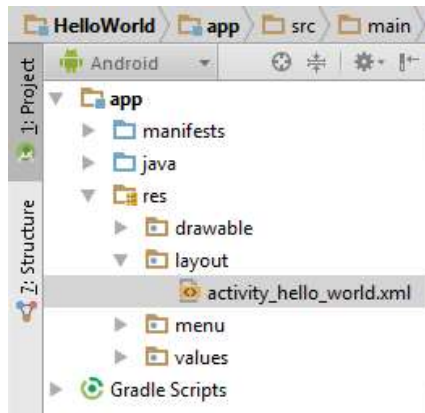 HelloWorld app src main
Android
1: Project
app
manifests
java
res
drawable
layout
activity_hello_world.xml
menu
values
Gradle Scripts
7: Structure